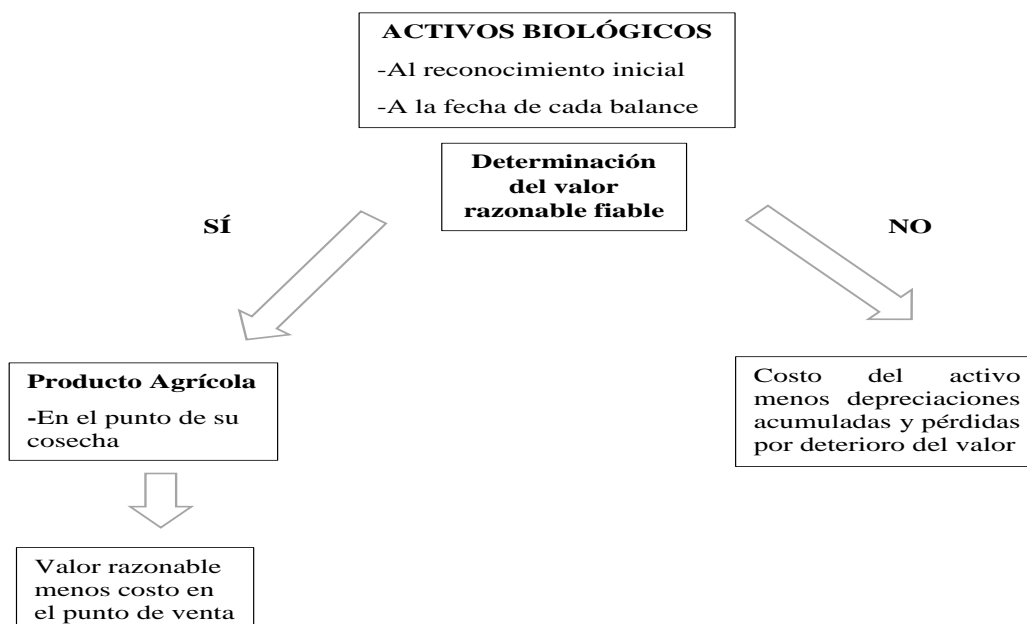 ACTIVOS BIOLÓGICOS
-Al reconocimiento inicial
-A la fecha de cada balance
Determinación
del valor
razonable fiable
SÍ
NO
Producto Agrícola
-En el punto de su
cosecha
Costo del activo
menos depreciaciones
acumuladas y pérdidas
por deterioro del valor
Valor razonable
menos costo en
el punto de venta